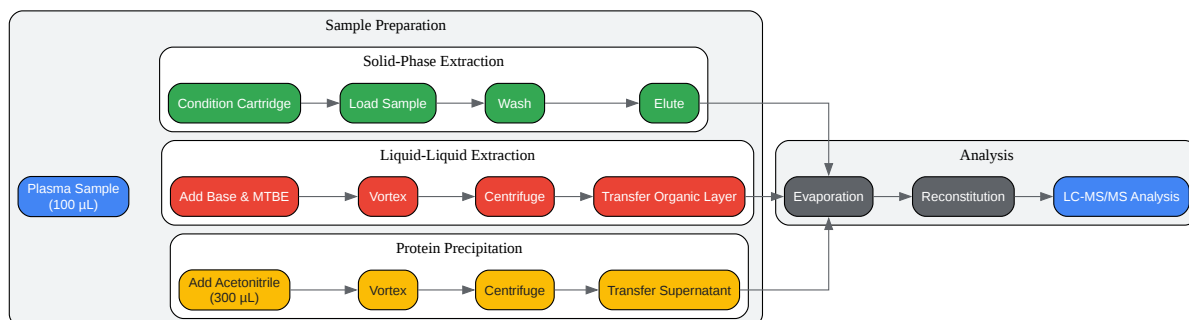 Sample Preparation
Solid-Phase Extraction
Condition Cartridge
Load Sample
Wash
Elute
Liquid-Liquid Extraction
Analysis
Plasma Sample
(100 µL)
Add Base & MTBE
Vortex
Centrifuge
Transfer Organic Layer
Evaporation
Reconstitution
LC-MS/MS Analysis
Protein Precipitation
Add Acetonitrile
(300 µL)
Vortex
Centrifuge
Transfer Supernatant